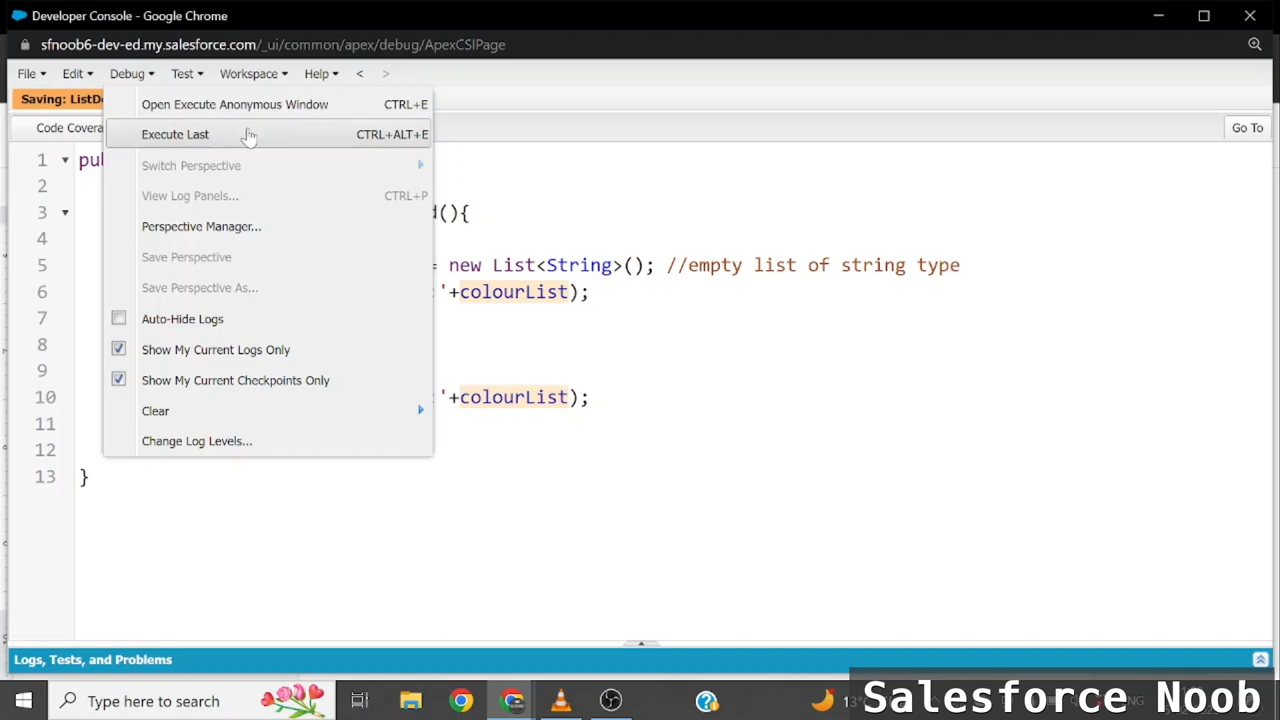 Developer Console - Google Chrome
sfnoob6-dev-ed.my.salesforce.com/_ui/common/apex/debug/ApexCSIPage
File Edit Debug Test Workspace Help < >
Saving: ListD
Open Execute Anonymous Window CTRL+E
Code Covera
Execute Last CTRL+ALT+E
Go To
1 pub
Switch Perspective
2
View Log Panels... CTRL+P
3 (){
Perspective Manager...
4
Save Perspective
5 = new List<String>(); //empty list of string type
Save Perspective As...
6 '+colourList);
7
Auto-Hide Logs
8
Show My Current Logs Only
9
Show My Current Checkpoints Only
10 '+colourList);
Clear
11
Change Log Levels...
12
13 }
Logs, Tests, and Problems
Type here to search
13°
Salesforce Noob